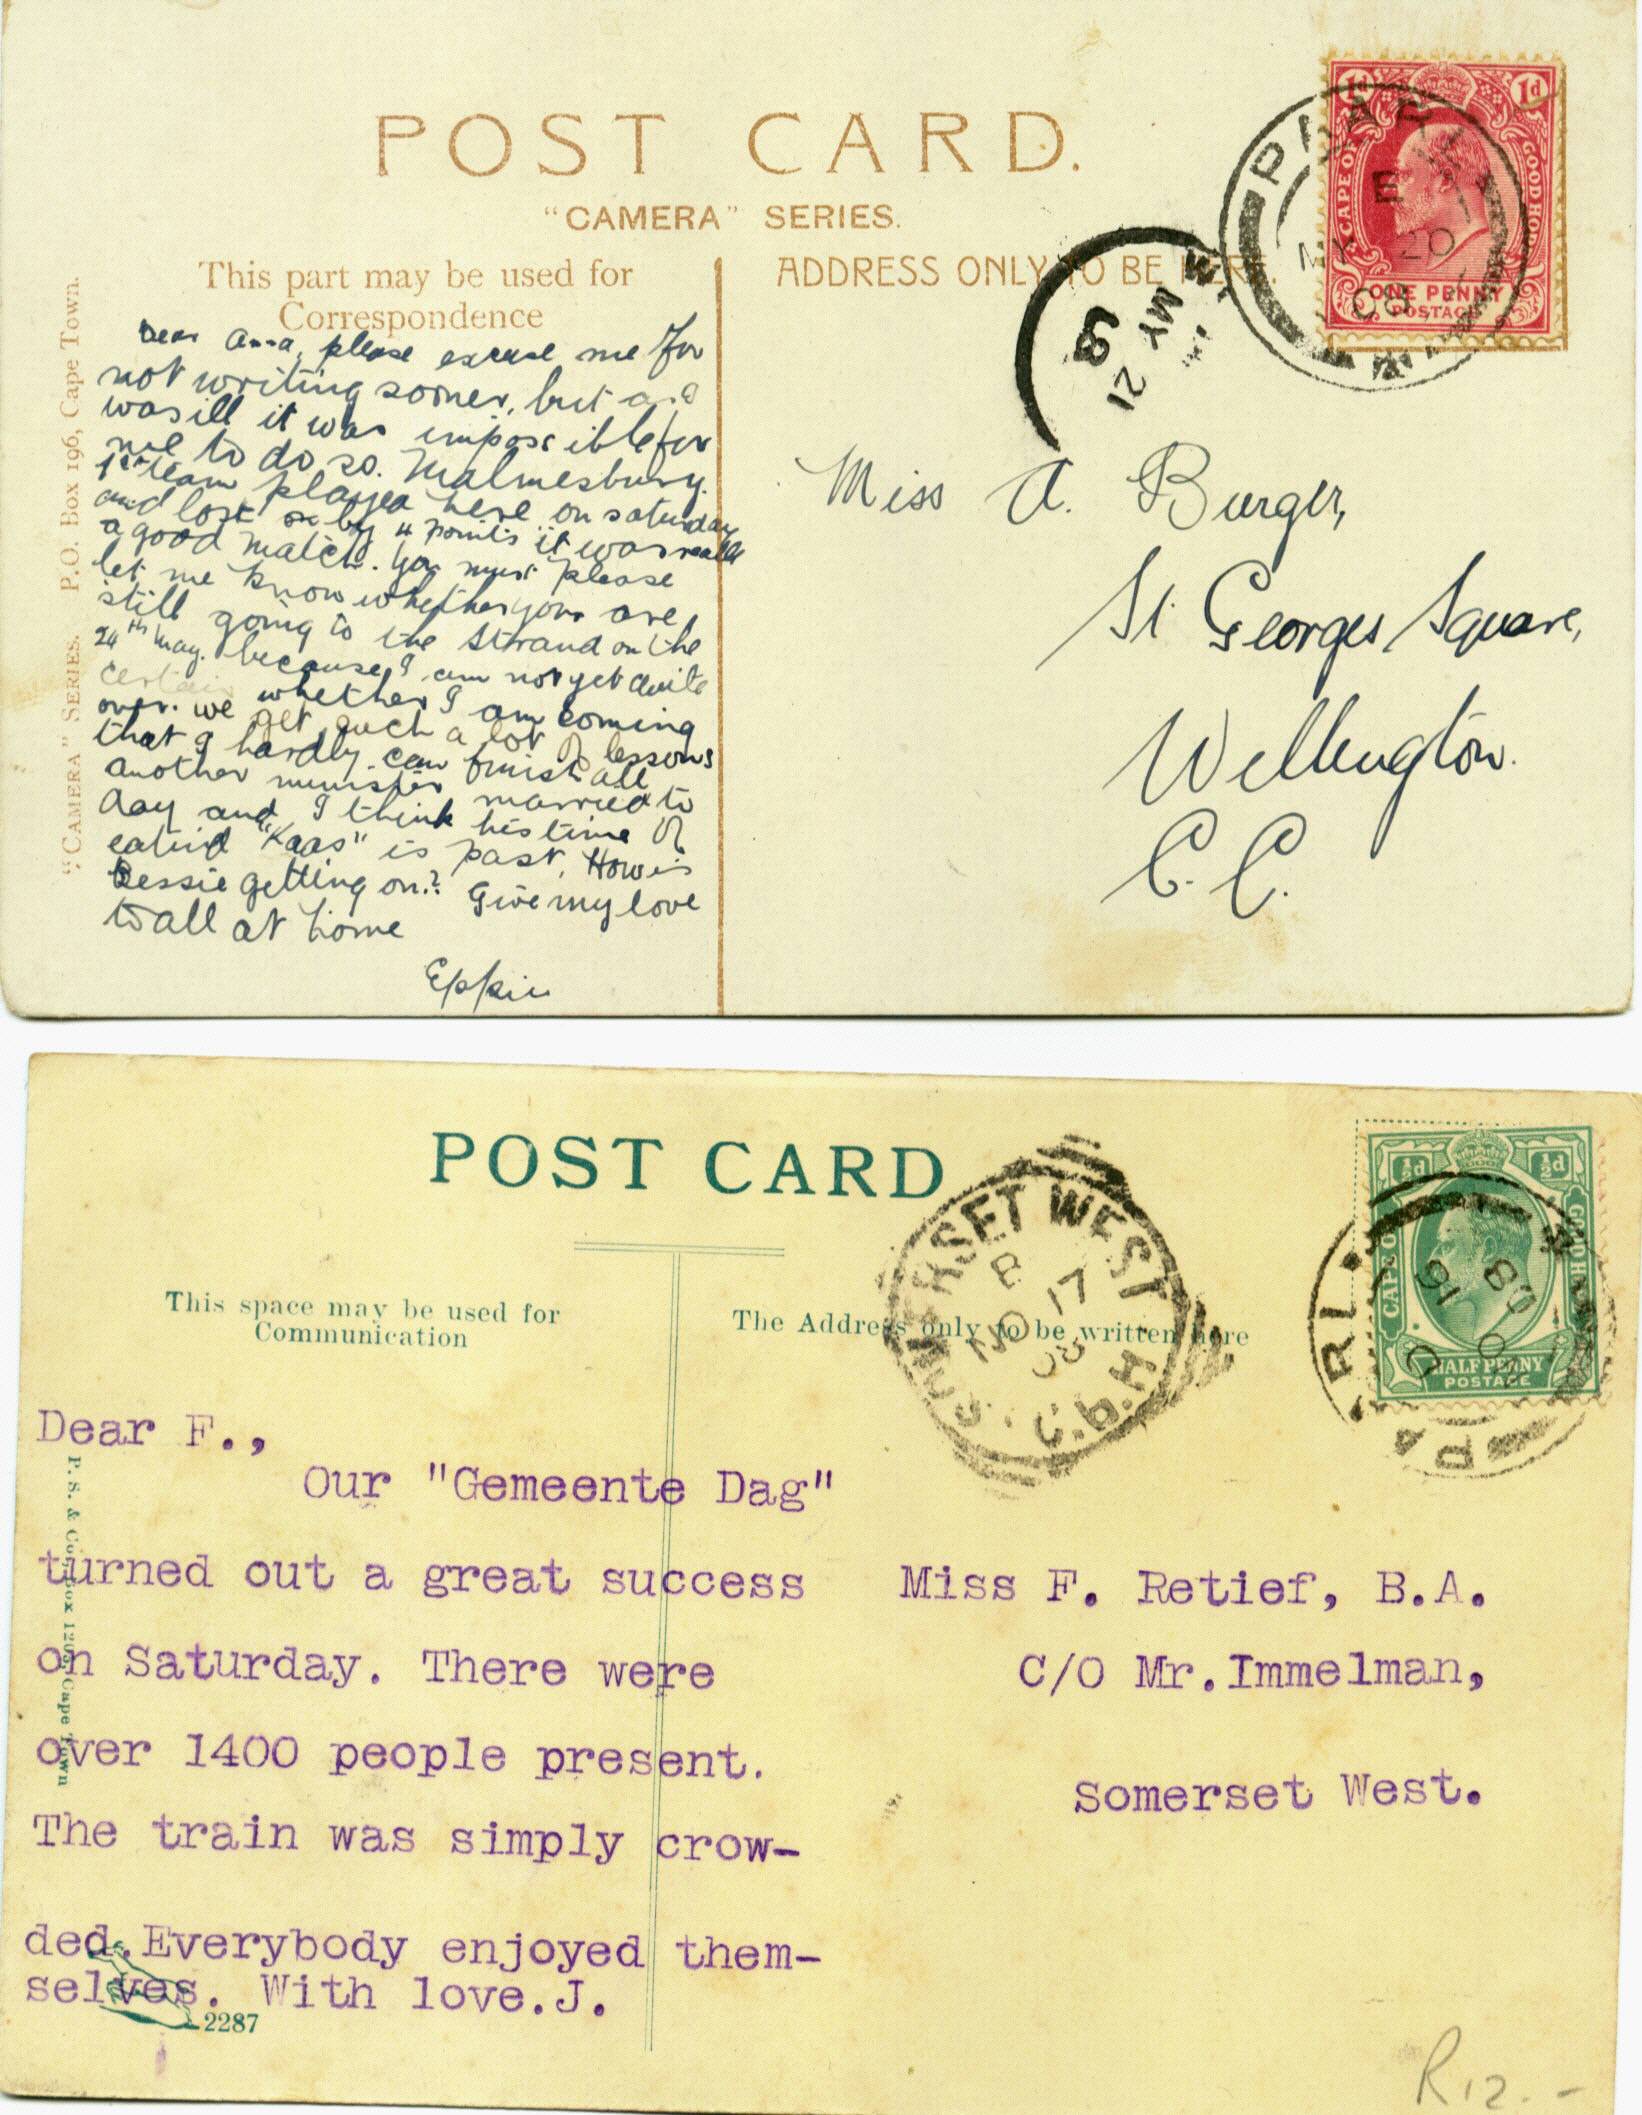 POST CARD.
"CAMERA" SERIES.
This part may be used for
Correspondence
ADDRESS ONLY TO BE HERE.
"CAMERA" SERIES. P.O. Box 196, Cape Town.
1d 1d
CAPE OF GOOD HOPE
ONE PENNY
POSTAGE
PAARL
E
MY 20
08
MY 21
08
Dear Anna, please excuse me for
not writing sooner, but as I
was ill it was impossible for
me to do so. Malmesbury
1st team played here on saturday
and lost by 4 points it was really
a good match. You must please
let me know whether you are
still going to the Strand on the
24th May. because I am not yet quite
certain whether I am coming
over. we get such a lot of lessons
that I hardly can finish all
another minister married to
day and I think his time of
eating "Kaas" is past. How is
Bessie getting on? Give my love
to all at home
Eppie
Miss A. Burger,
St Georges Square,
Wellington.
C.C.
POST CARD
This space may be used for
Communication
The Address only to be written here
P. S. & Co., Box 1205 Cape Town
½d ½d
CAPE OF GOOD HOPE
HALF PENNY
POSTAGE
SOMERSET WEST
B
NO 17
08
C.G.H
PAARL
NO 16
08
Dear F.,
Our "Gemeente Dag"
turned out a great success
on Saturday. There were
over 1400 people present.
The train was simply crow-
ded. Everybody enjoyed them-
selves. With love. J.
Miss F. Retief, B.A.
C/O Mr. Immelman,
Somerset West.
2287
R12.-